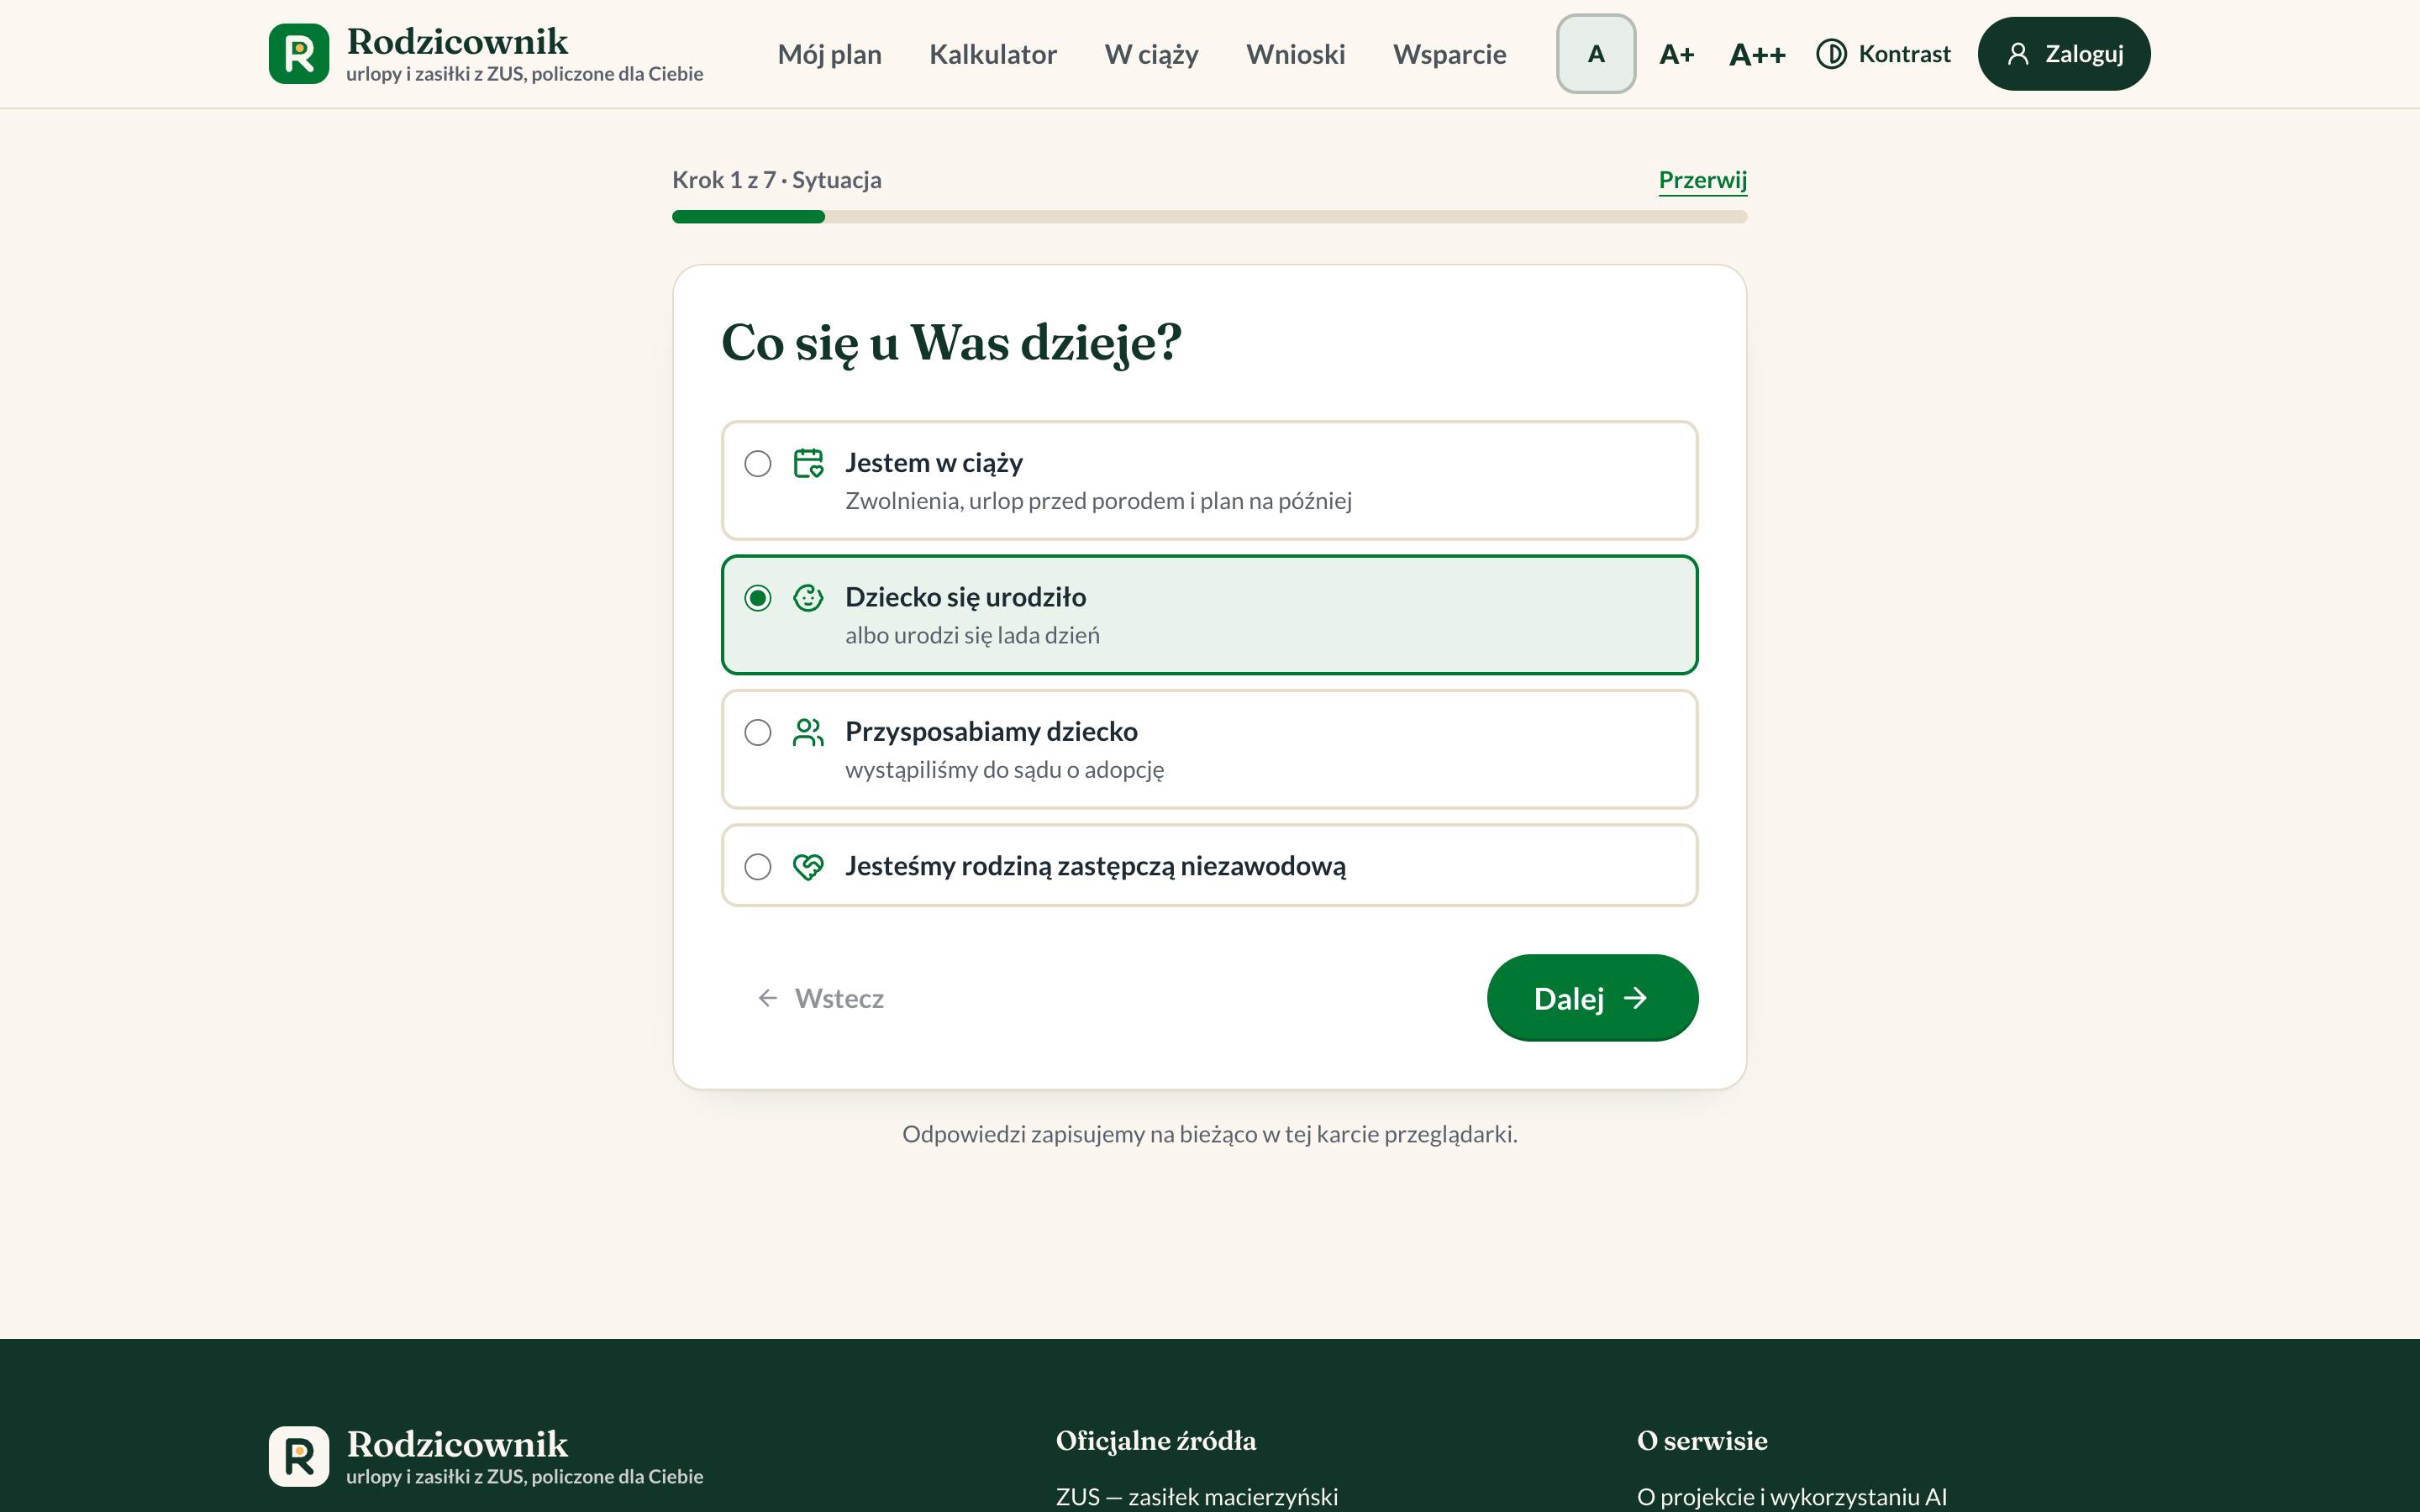 Rodzicownik
urlopy i zasiłki z ZUS, policzone dla Ciebie
Mój plan
Kalkulator
W ciąży
Wnioski
Wsparcie
A
A+
A++
Kontrast
Zaloguj
Krok 1 z 7 · Sytuacja
Przerwij
Co się u Was dzieje?
Jestem w ciąży
Zwolnienia, urlop przed porodem i plan na później
Dziecko się urodziło
albo urodzi się lada dzień
Przysposabiamy dziecko
wystąpiliśmy do sądu o adopcję
Jesteśmy rodziną zastępczą niezawodową
Wstecz
Dalej
Odpowiedzi zapisujemy na bieżąco w tej karcie przeglądarki.
Rodzicownik
urlopy i zasiłki z ZUS, policzone dla Ciebie
Oficjalne źródła
ZUS — zasiłek macierzyński
O serwisie
O projekcie i wykorzystaniu AI